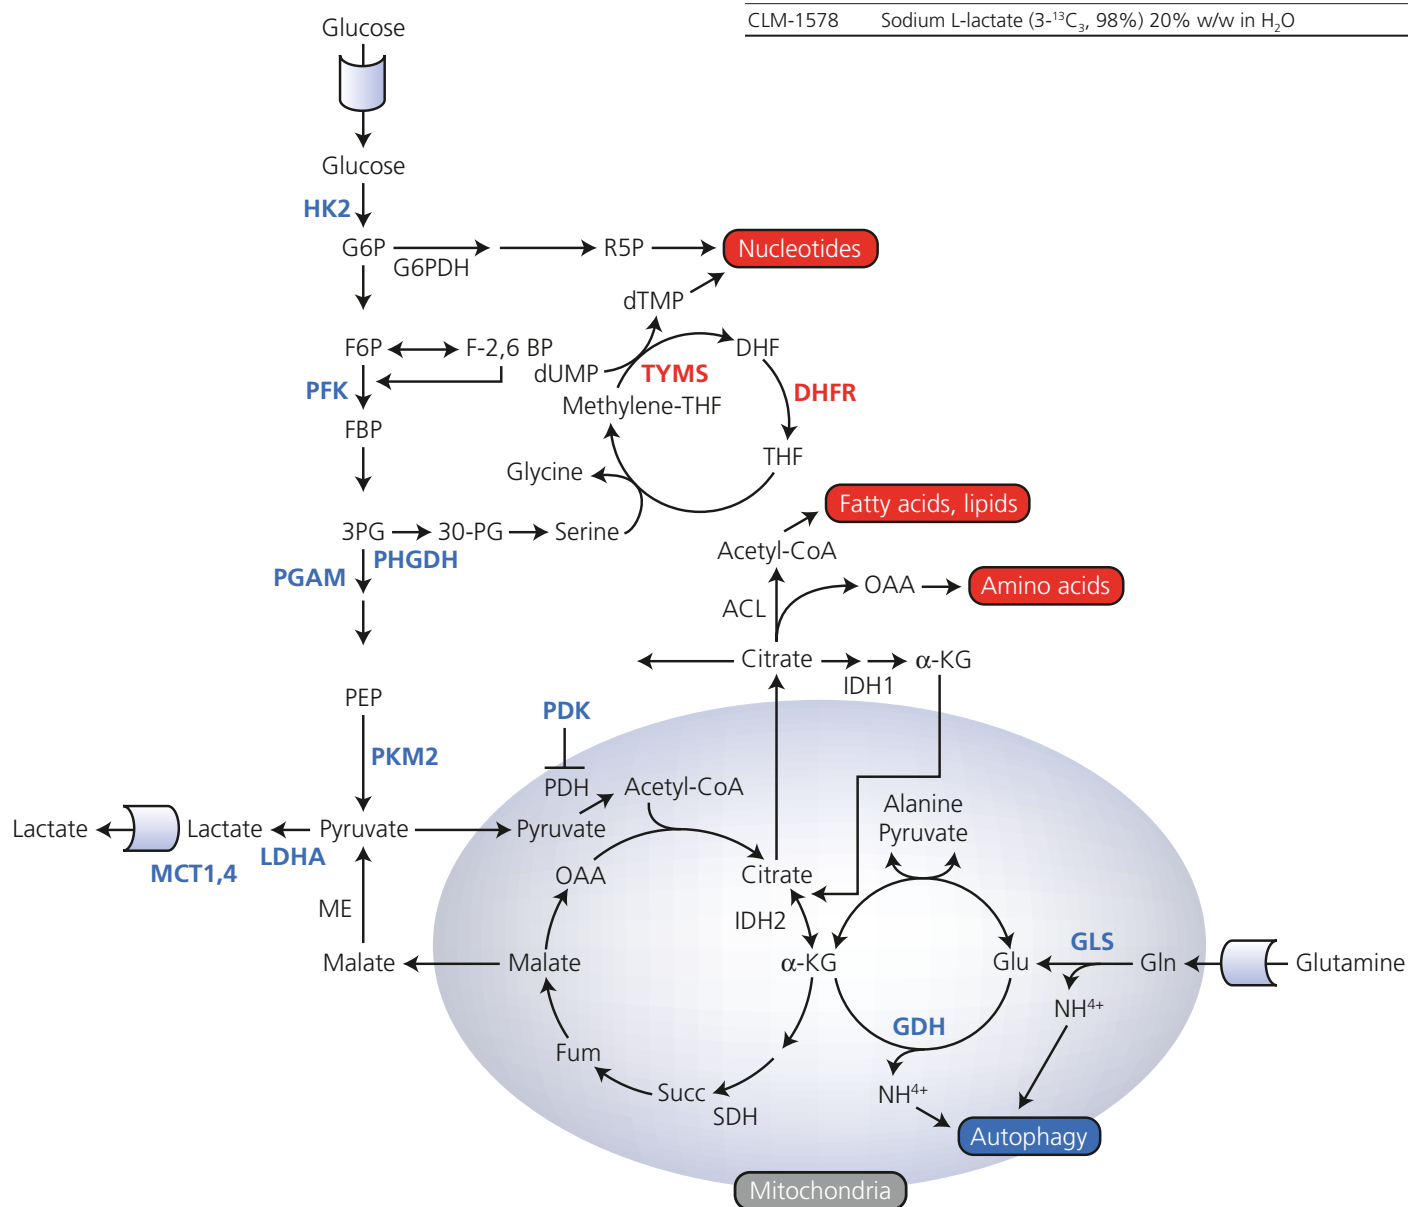 CLM-1578 Sodium L-lactate (3-¹³C₃, 98%) 20% w/w in H₂O
Glucose
Glucose
HK2
G6P
G6PDH
R5P
Nucleotides
dTMP
F6P
F-2,6 BP
dUMP
TYMS
DHF
DHFR
PFK
Methylene-THF
FBP
THF
Glycine
Fatty acids, lipids
3PG
30-PG
Serine
PHGDH
PGAM
Acetyl-CoA
ACL
OAA
Amino acids
Citrate
IDH1
α-KG
PEP
PDK
PKM2
PDH
Acetyl-CoA
Alanine
Pyruvate
Lactate
Lactate
Pyruvate
Pyruvate
MCT1,4
LDHA
OAA
Citrate
ME
IDH2
GLS
Malate
Malate
α-KG
Glu
Gln
Glutamine
NH⁴⁺
GDH
Fum
Succ
SDH
NH⁴⁺
Autophagy
Mitochondria